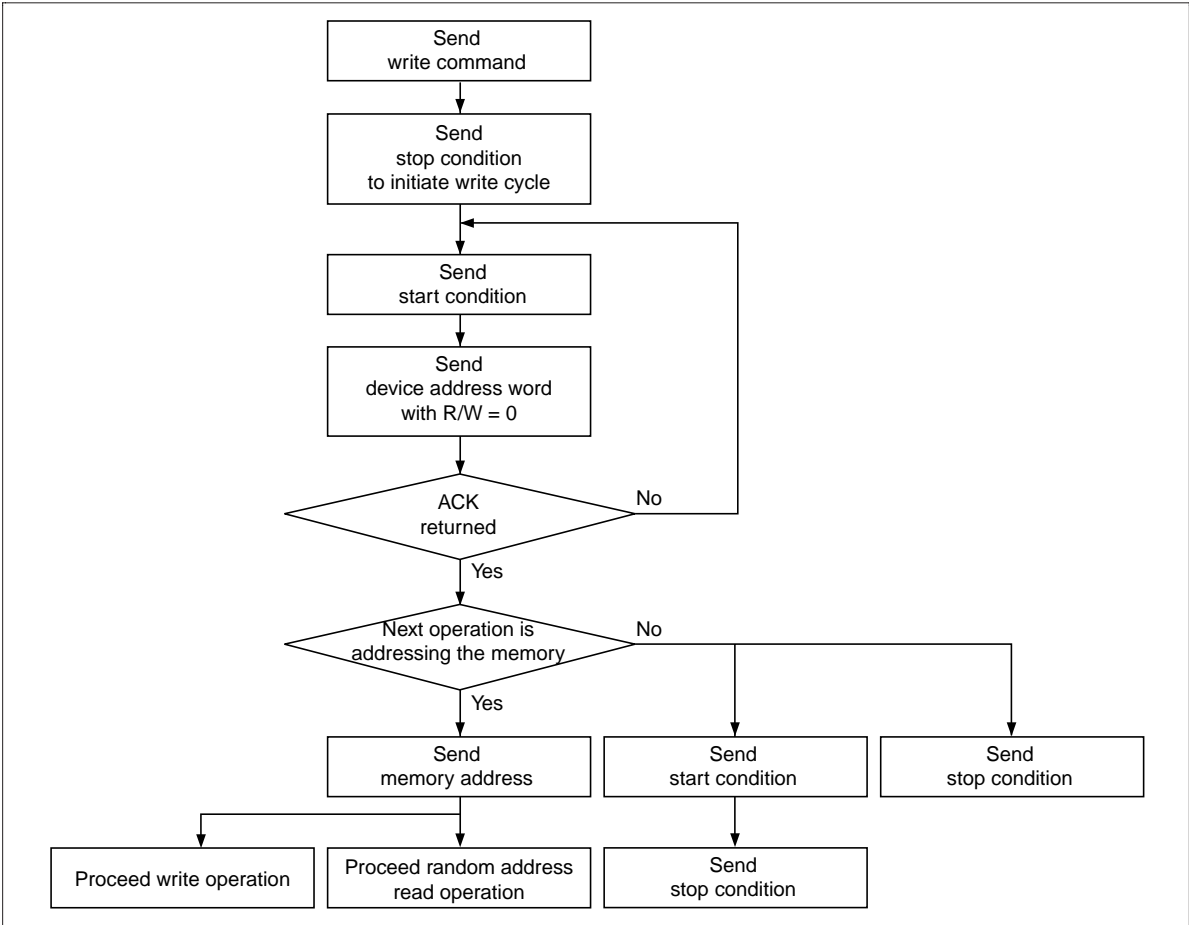 Send
write command
Send
stop condition
to initiate write cycle
Send
start condition
Send
device address word
with R/W = 0
ACK
returned
No
Yes
Next operation is
addressing the memory
No
Yes
Send
memory address
Send
start condition
Send
stop condition
Proceed write operation
Proceed random address
read operation
Send
stop condition